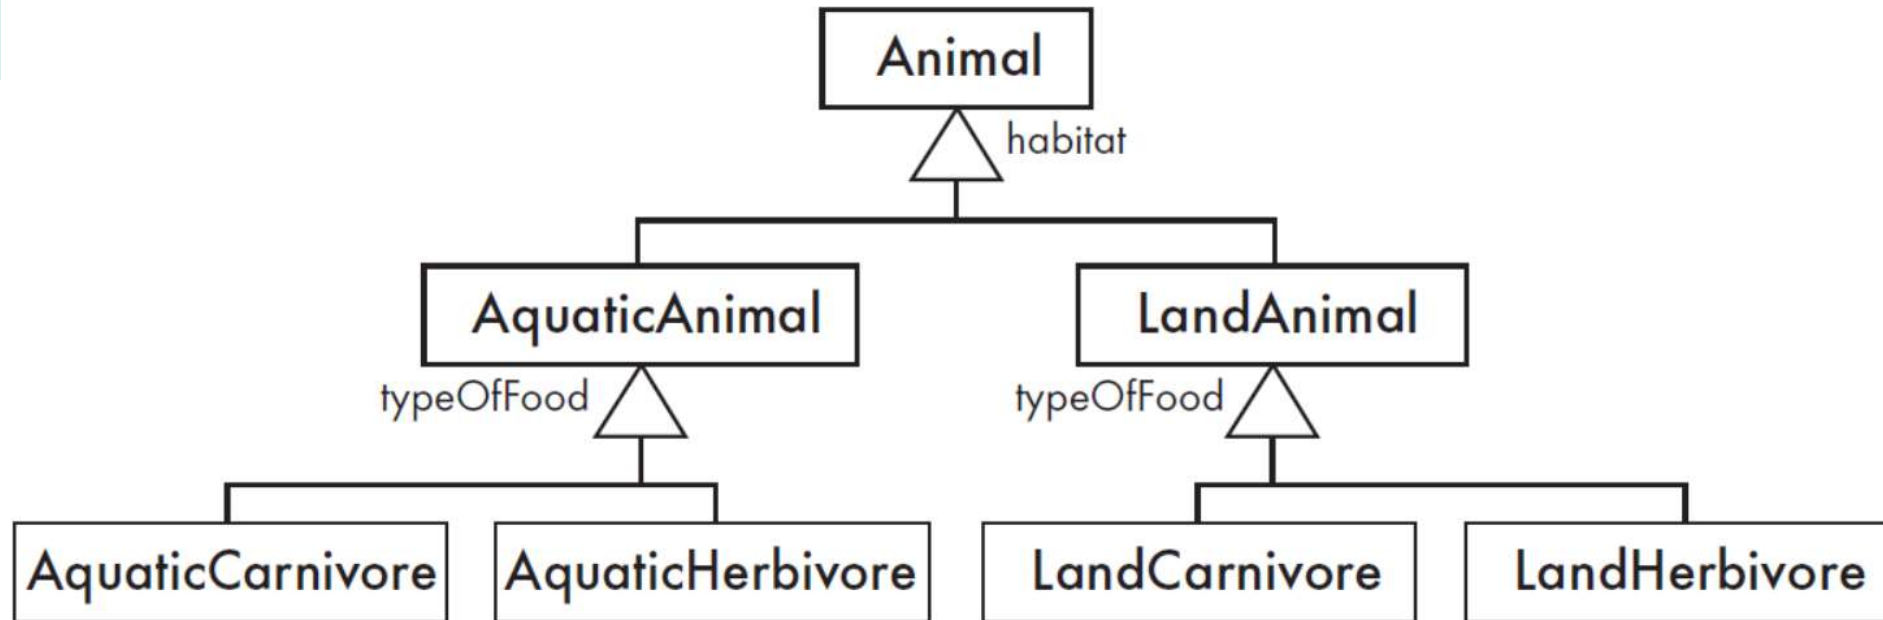 Animal
habitat
AquaticAnimal
LandAnimal
typeOfFood
typeOfFood
AquaticCarnivore
AquaticHerbivore
LandCarnivore
LandHerbivore